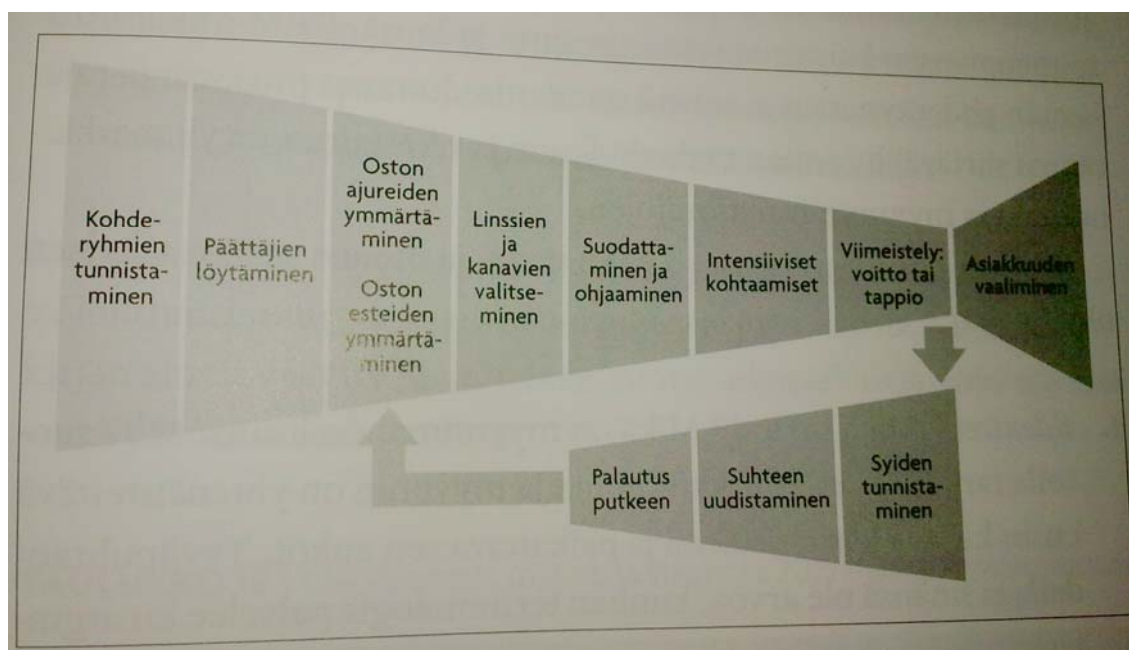 Kohde-
ryhmien
tunnista-
minen
Päättäjien
löytäminen
Oston
ajureiden
ymmärtä-
minen
Oston
esteiden
ymmärtä-
minen
Linssien
ja
kanavien
valitse-
minen
Suodatta-
minen ja
ohjaaminen
Intensiiviset
kohtaamiset
Viimeistely:
voitto tai
tappio
Asiakkuuden
vaaliminen
Palautus
putkeen
Suhteen
uudistaminen
Syiden
tunnista-
minen